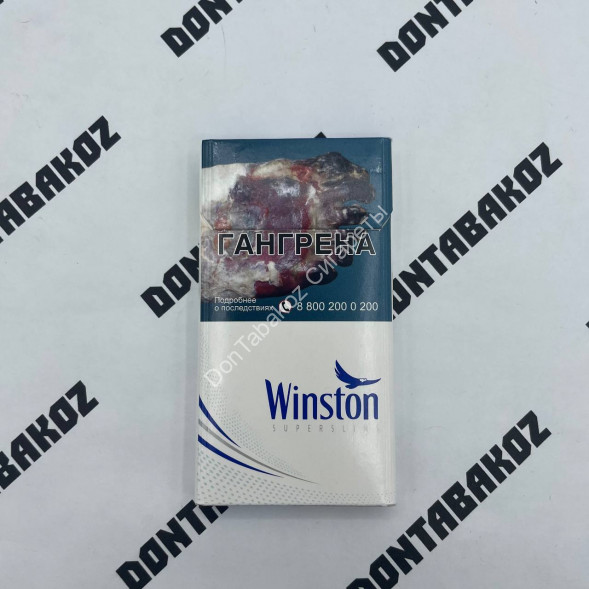 DONTABAKOZ
DONTABAKOZ
DONTABAKOZ
DONTABAKOZ
ГАНГРЕНА
Подробнее
о последствиях 8 800 200 0 200
DonTabakoz Сигареты
Winston
SUPERSLIMS
DONTABAKOZ
DONTABAKOZ
DONTABAKOZ